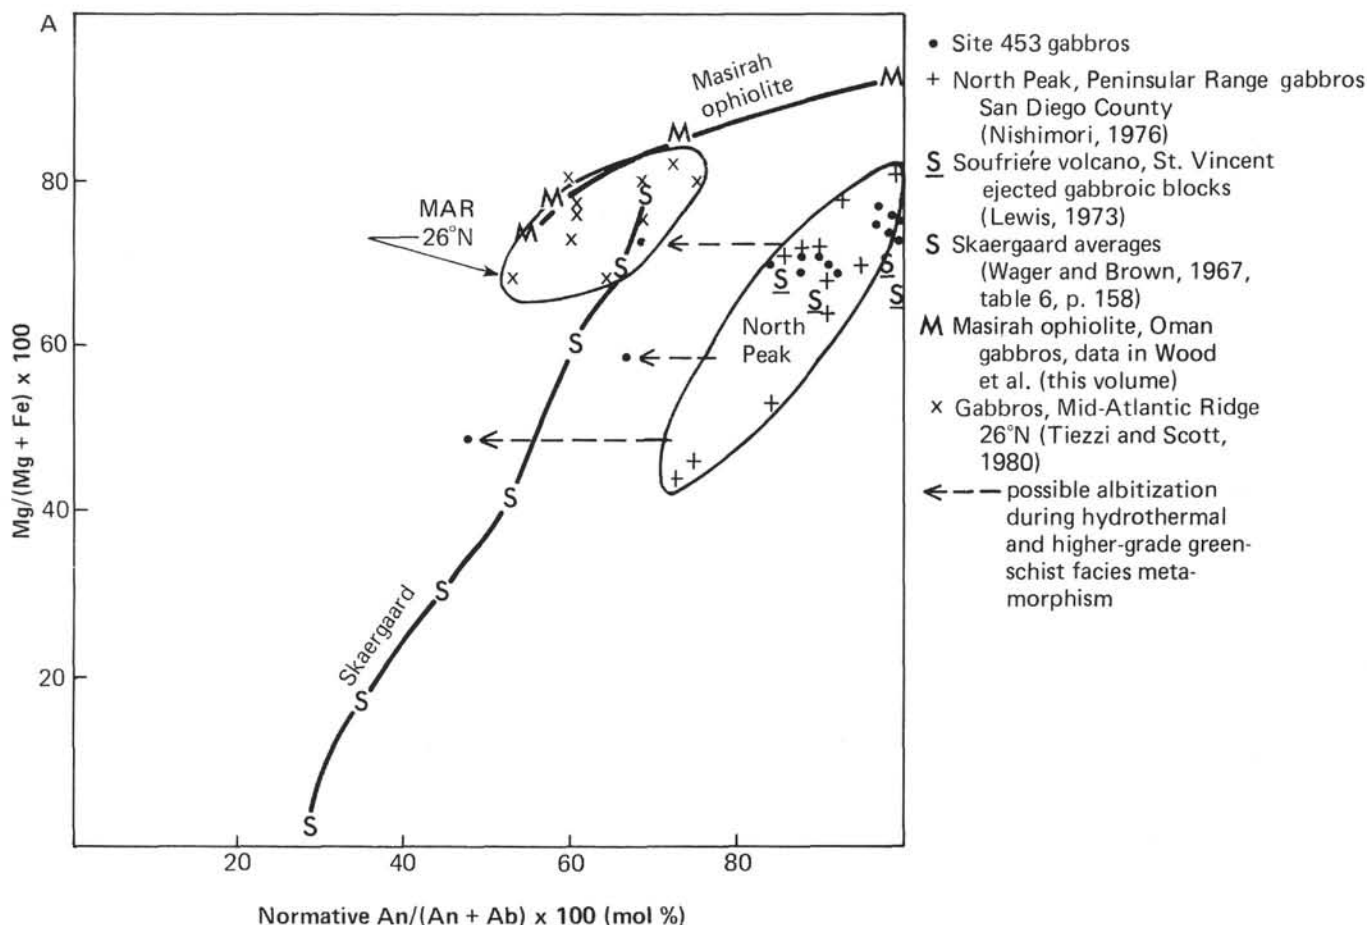 A
Mg/(Mg + Fe) x 100
80
60
40
20
20
40
60
80
Normative An/(An + Ab) x 100 (mol %)
Masirah
ophiolite
MAR
26°N
North
Peak
Skaergaard
M
M
M
M
S
S
S
S
S
S
S
S
S
S
S
• Site 453 gabbros
+ North Peak, Peninsular Range gabbros
San Diego County
(Nishimori, 1976)
S Soufrie're volcano, St. Vincent
ejected gabbroic blocks
(Lewis, 1973)
S Skaergaard averages
(Wager and Brown, 1967,
table 6, p. 158)
M Masirah ophiolite, Oman
gabbros, data in Wood
et al. (this volume)
x Gabbros, Mid-Atlantic Ridge
26°N (Tiezzi and Scott,
1980)
possible albitization
during hydrothermal
and higher-grade green-
schist facies meta-
morphism